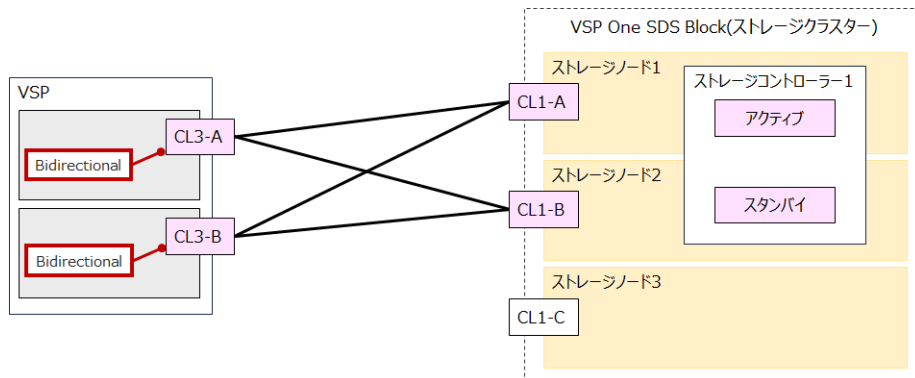 VSP One SDS Block(ストレージクラスター)
VSP
CL3-A
Bidirectional
CL3-B
Bidirectional
ストレージノード1
CL1-A
ストレージコントローラー1
アクティブ
ストレージノード2
CL1-B
スタンバイ
ストレージノード3
CL1-C